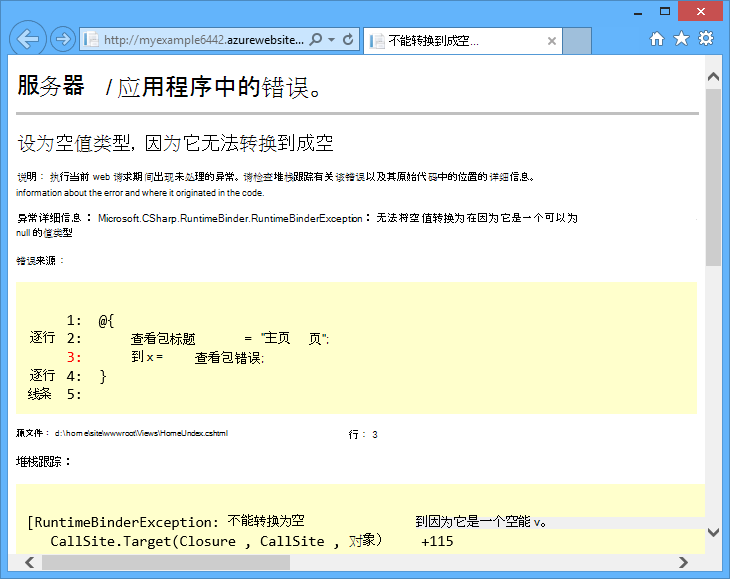 http://myexample6442.azurewebsite...
不能转换到成空...
服务器 / 应用程序中的错误。
设为空值类型, 因为它无法转换到成空
说明： 执行当前 web 请求期间出现未处理的异常。请检查堆栈跟踪有关该错误以及其原始代码中的位置的详细信息。
information about the error and where it originated in the code.
异常详细信息： Microsoft.CSharp.RuntimeBinder.RuntimeBinderException： 无法将空值转换为在因为它是一个可以为
null 的值类型
错误来源：
1: @{
逐行 2: 查看包标题 = "主页 页";
3: 到 x = 查看包错误;
逐行 4: }
线条 5:
源文件： d:\home\site\wwwroot\Views\Home\Index.cshtml 行： 3
堆栈跟踪：
[RuntimeBinderException: 不能转换为空 到因为它是一个空能 v。
CallSite.Target(Closure , CallSite , 对象） +115